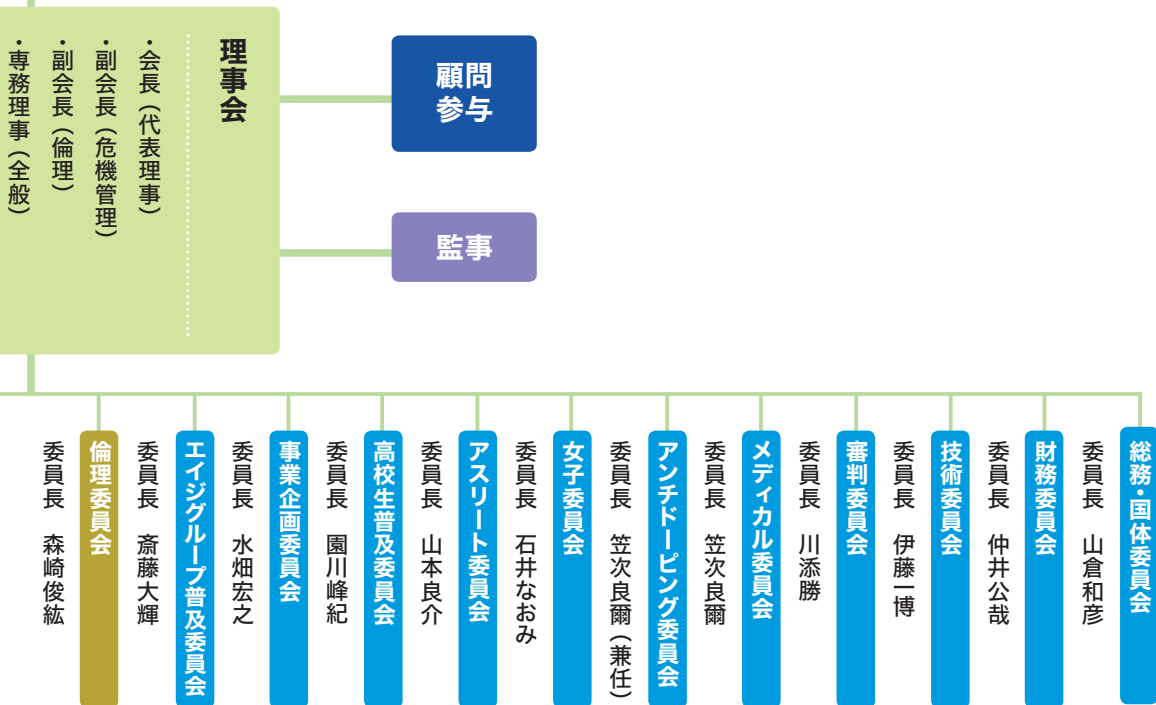 理事会
・会長（代表理事）
・副会長（危機管理）
・副会長（倫理）
・専務理事（全般）
顧問
参与
監事
総務・国体委員会
委員長　山倉和彦
財務委員会
委員長　仲井公哉
技術委員会
委員長　伊藤一博
審判委員会
委員長　川添勝
メディカル委員会
委員長　笠次良爾
アンチドーピング委員会
委員長　笠次良爾（兼任）
女子委員会
委員長　石井なおみ
アスリート委員会
委員長　山本良介
高校生普及委員会
委員長　園川峰紀
事業企画委員会
委員長　水畑宏之
エイジグループ普及委員会
委員長　斎藤大輝
倫理委員会
委員長　森崎俊紘